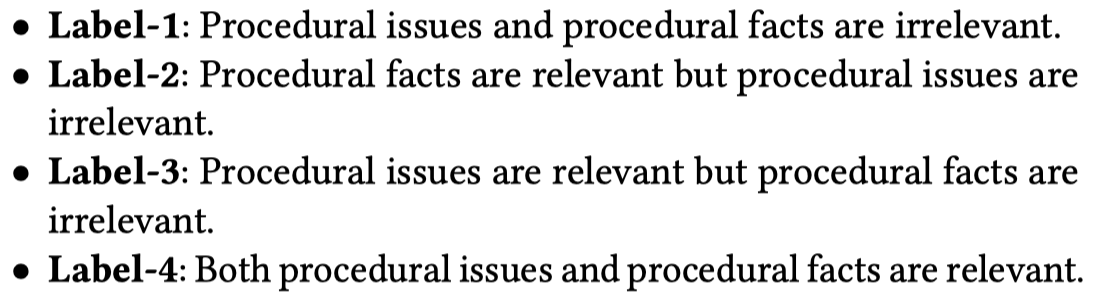 • Label-1: Procedural issues and procedural facts are irrelevant.
• Label-2: Procedural facts are relevant but procedural issues are
irrelevant.
• Label-3: Procedural issues are relevant but procedural facts are
irrelevant.
• Label-4: Both procedural issues and procedural facts are relevant.